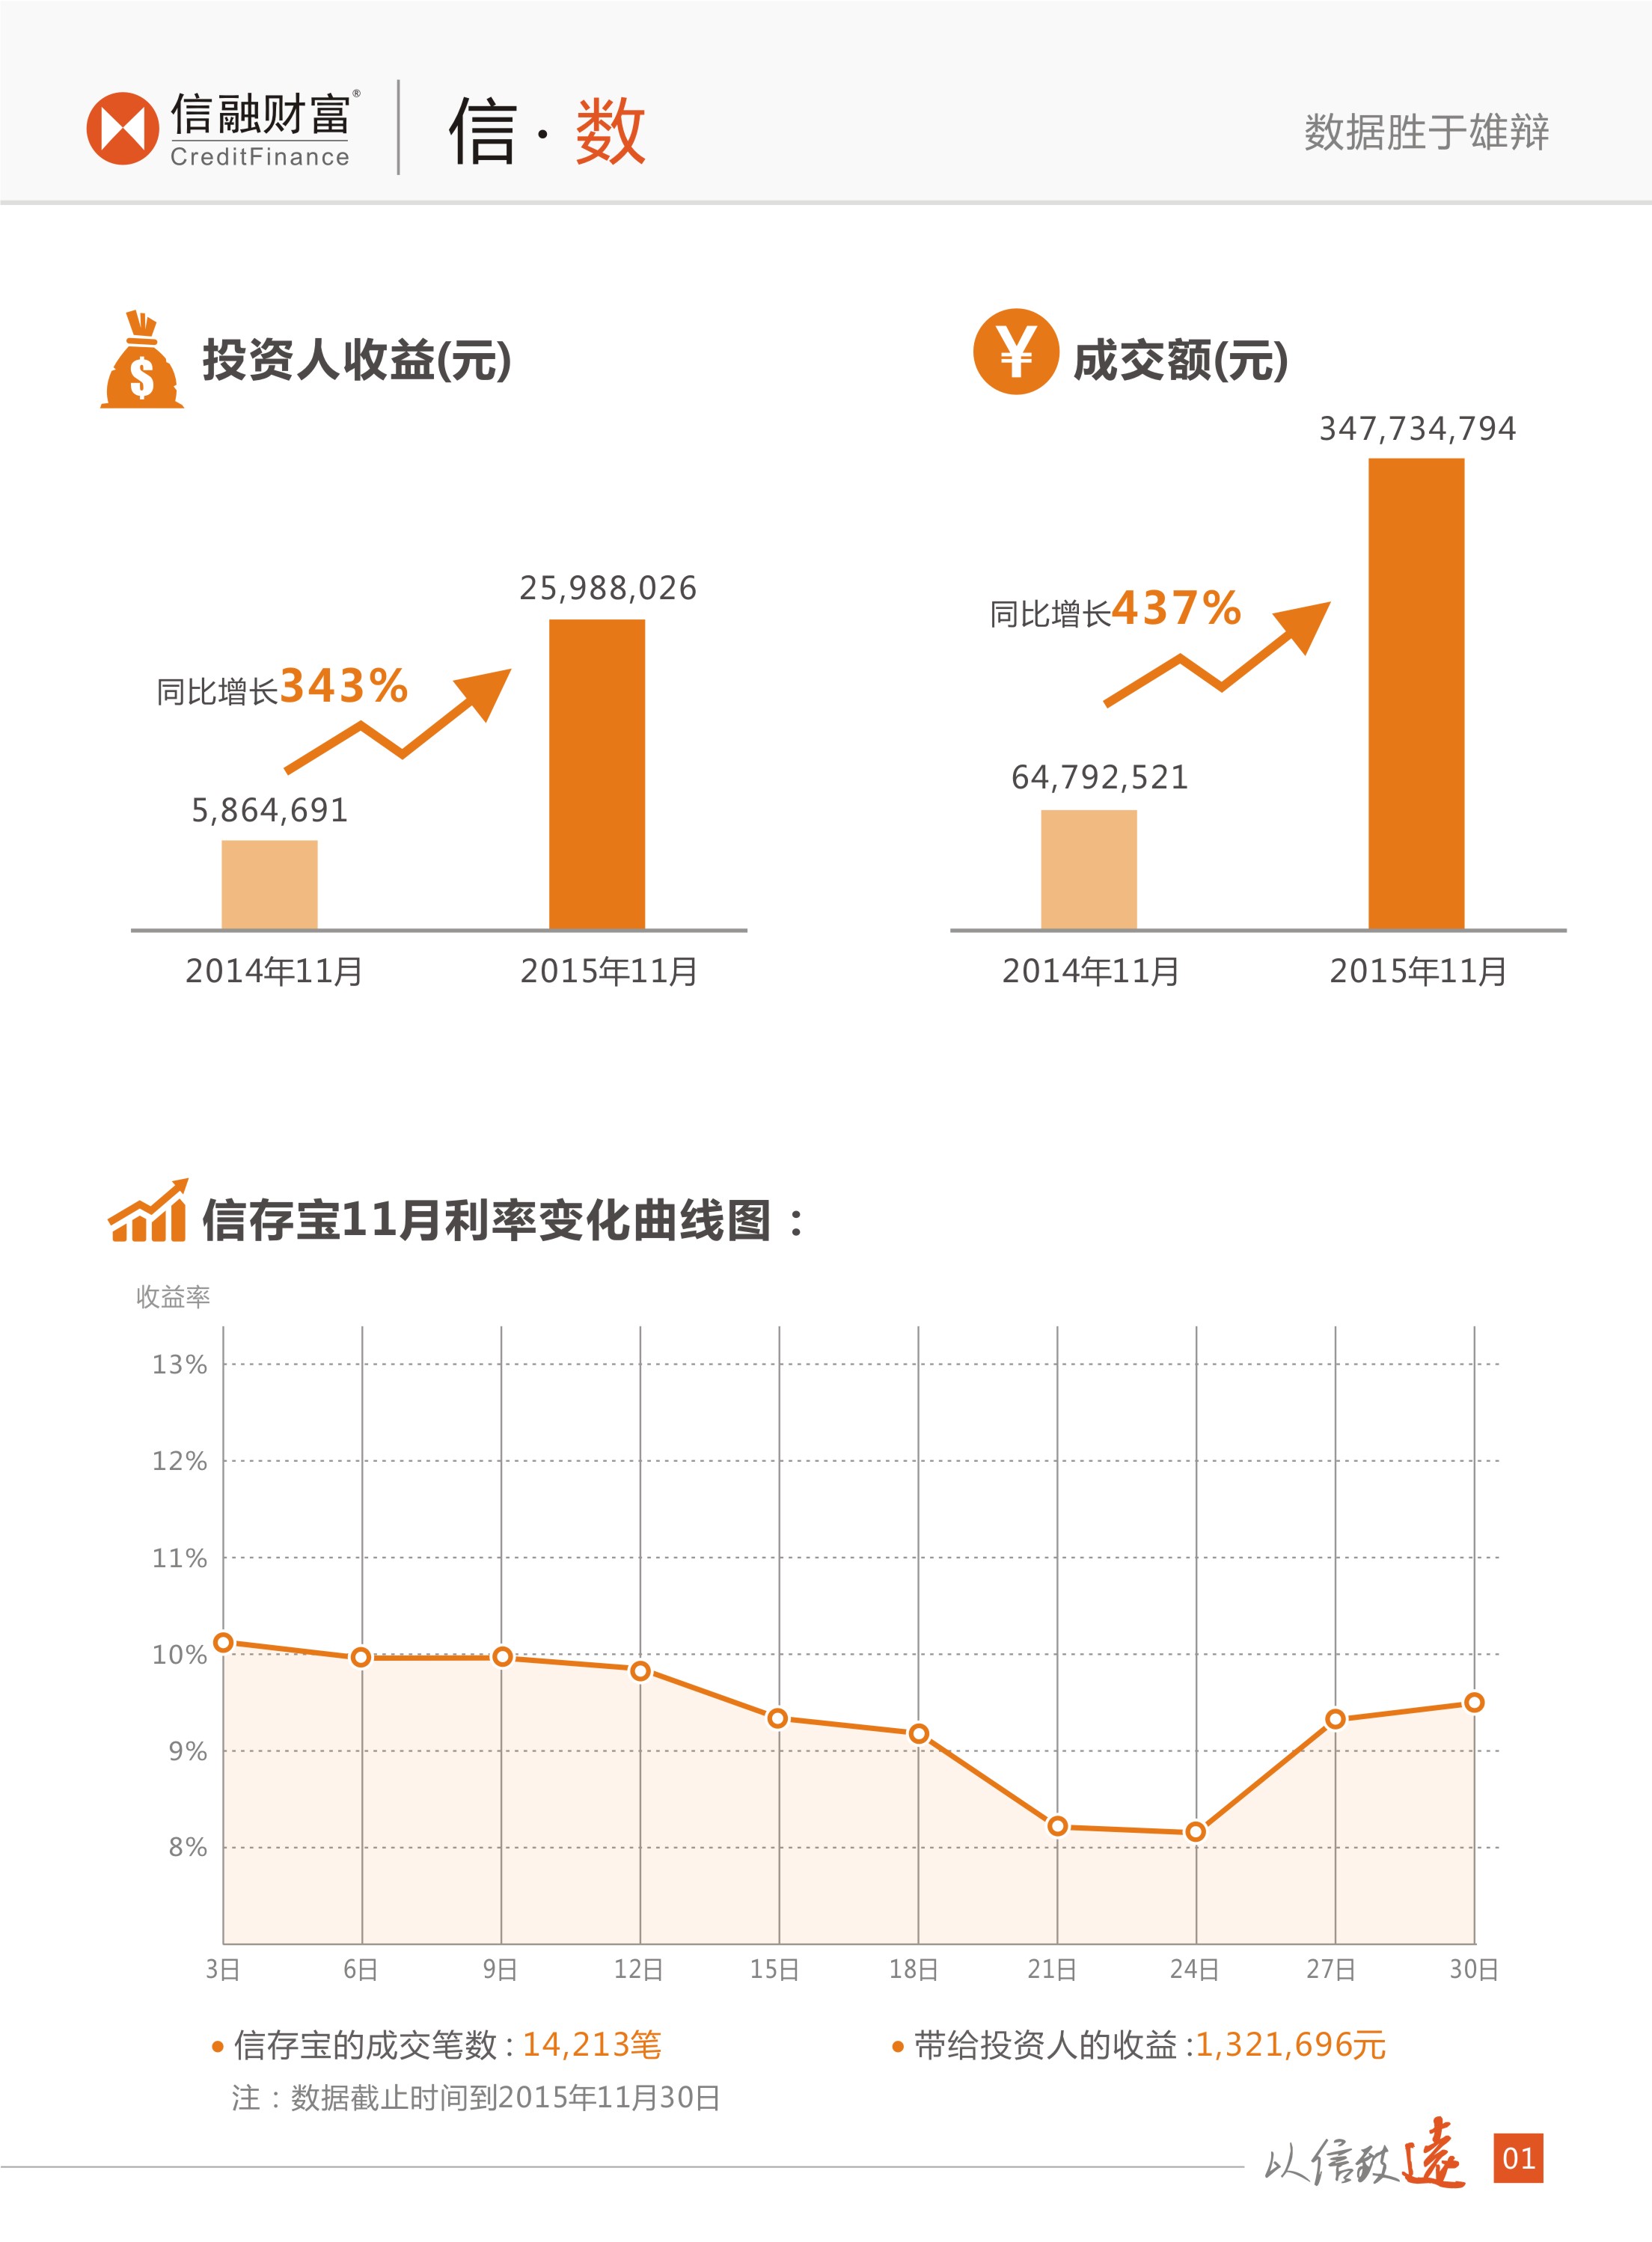 信融财富®
CreditFinance
信·数
数据胜于雄辩
投资人收益(元)
25,988,026
同比增长343%
5,864,691
2014年11月
2015年11月
成交额(元)
347,734,794
同比增长437%
64,792,521
2014年11月
2015年11月
信存宝11月利率变化曲线图：
收益率
13%
12%
11%
10%
9%
8%
3日 6日 9日 12日 15日 18日 21日 24日 27日 30日
信存宝的成交笔数：14,213笔
带给投资人的收益：1,321,696元
注：数据截止时间到2015年11月30日
以信致遠
01